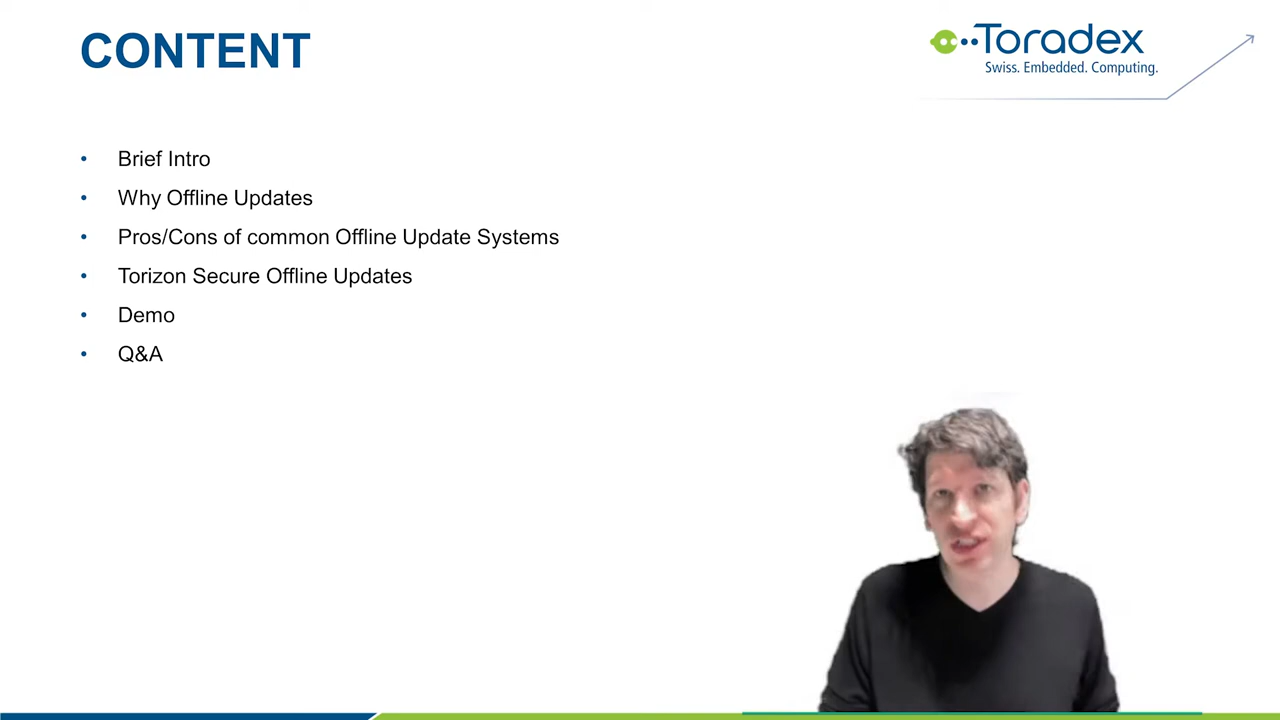 CONTENT
Toradex
Swiss. Embedded. Computing.
• Brief Intro
• Why Offline Updates
• Pros/Cons of common Offline Update Systems
• Torizon Secure Offline Updates
• Demo
• Q&A